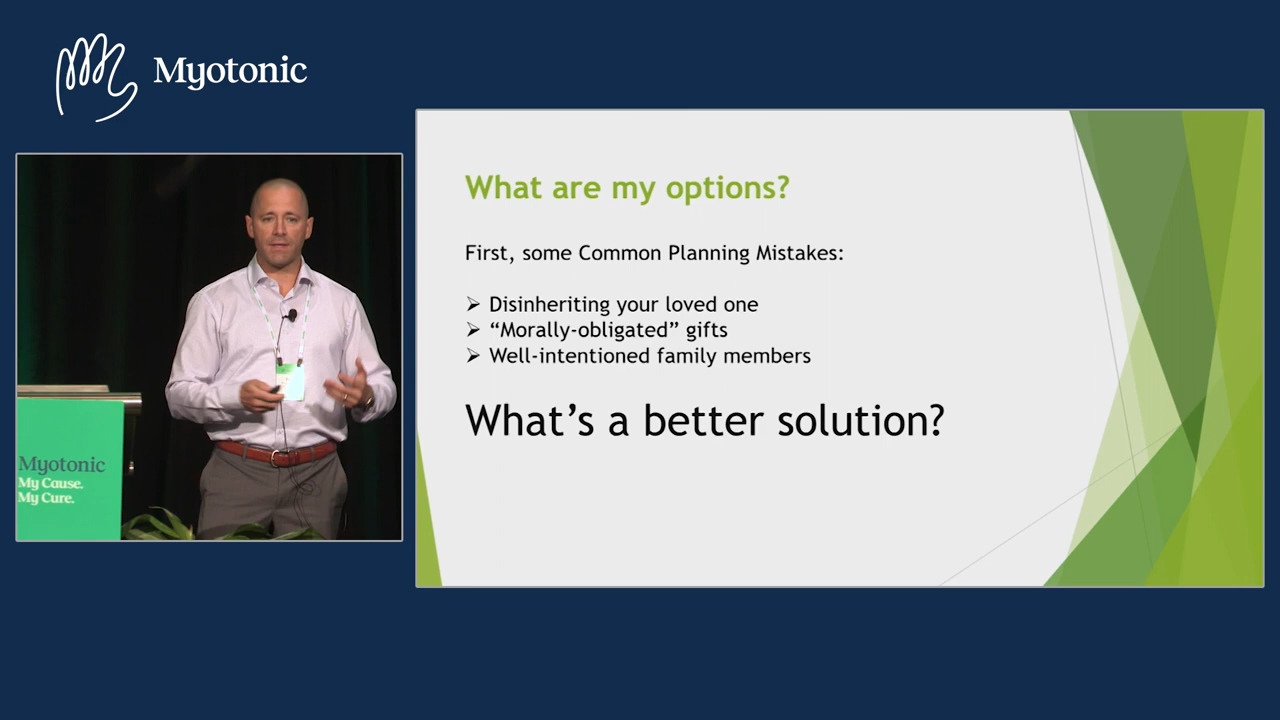 Myotonic
What are my options?
First, some Common Planning Mistakes:
➢ Disinheriting your loved one
➢ “Morally-obligated” gifts
➢ Well-intentioned family members
What’s a better solution?
Myotonic
My Cause.
My Cure.